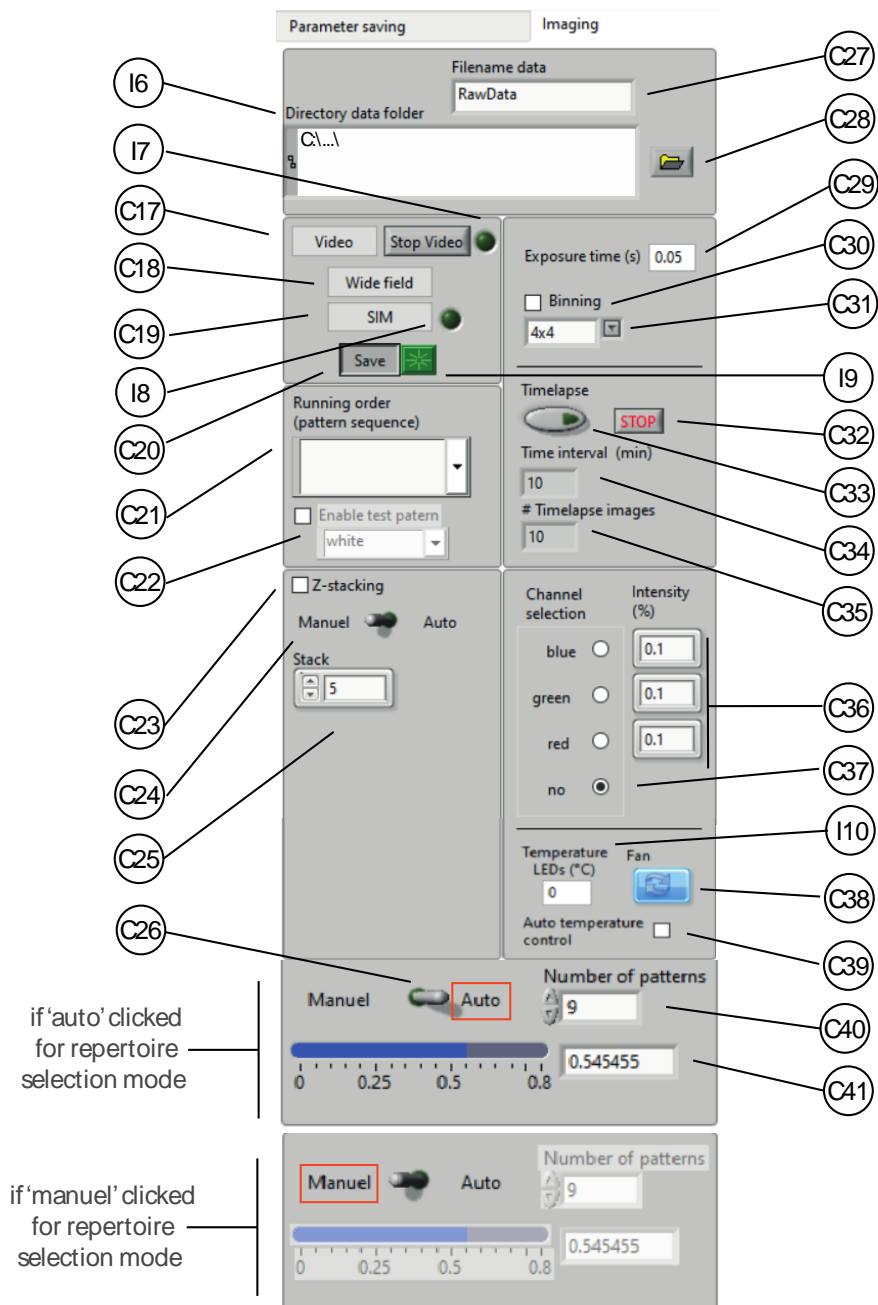 Parameter saving
Imaging
Filename data
RawData
Directory data folder
C:\...\
I6
I7
C17
C18
C19
I8
C20
C21
C22
C23
C24
C25
C26
C27
C28
C29
C30
C31
I9
C32
C33
C34
C35
C36
C37
I10
C38
C39
C40
C41
Video
Stop Video
Wide field
SIM
Save
Exposure time (s)
0.05
Binning
4x4
Running order
(pattern sequence)
Enable test patern
white
Timelapse
STOP
Time interval (min)
10
# Timelapse images
10
Z-stacking
Manuel
Auto
Stack
5
Channel
selection
Intensity
(%)
blue
0.1
green
0.1
red
0.1
no
Temperature
LEDs (°C)
0
Fan
Auto temperature
control
if 'auto' clicked
for repertoire
selection mode
Manuel
Auto
Number of patterns
9
0 0.25 0.5 0.8
0.545455
if 'manuel' clicked
for repertoire
selection mode
Manuel
Auto
Number of patterns
9
0 0.25 0.5 0.8
0.545455